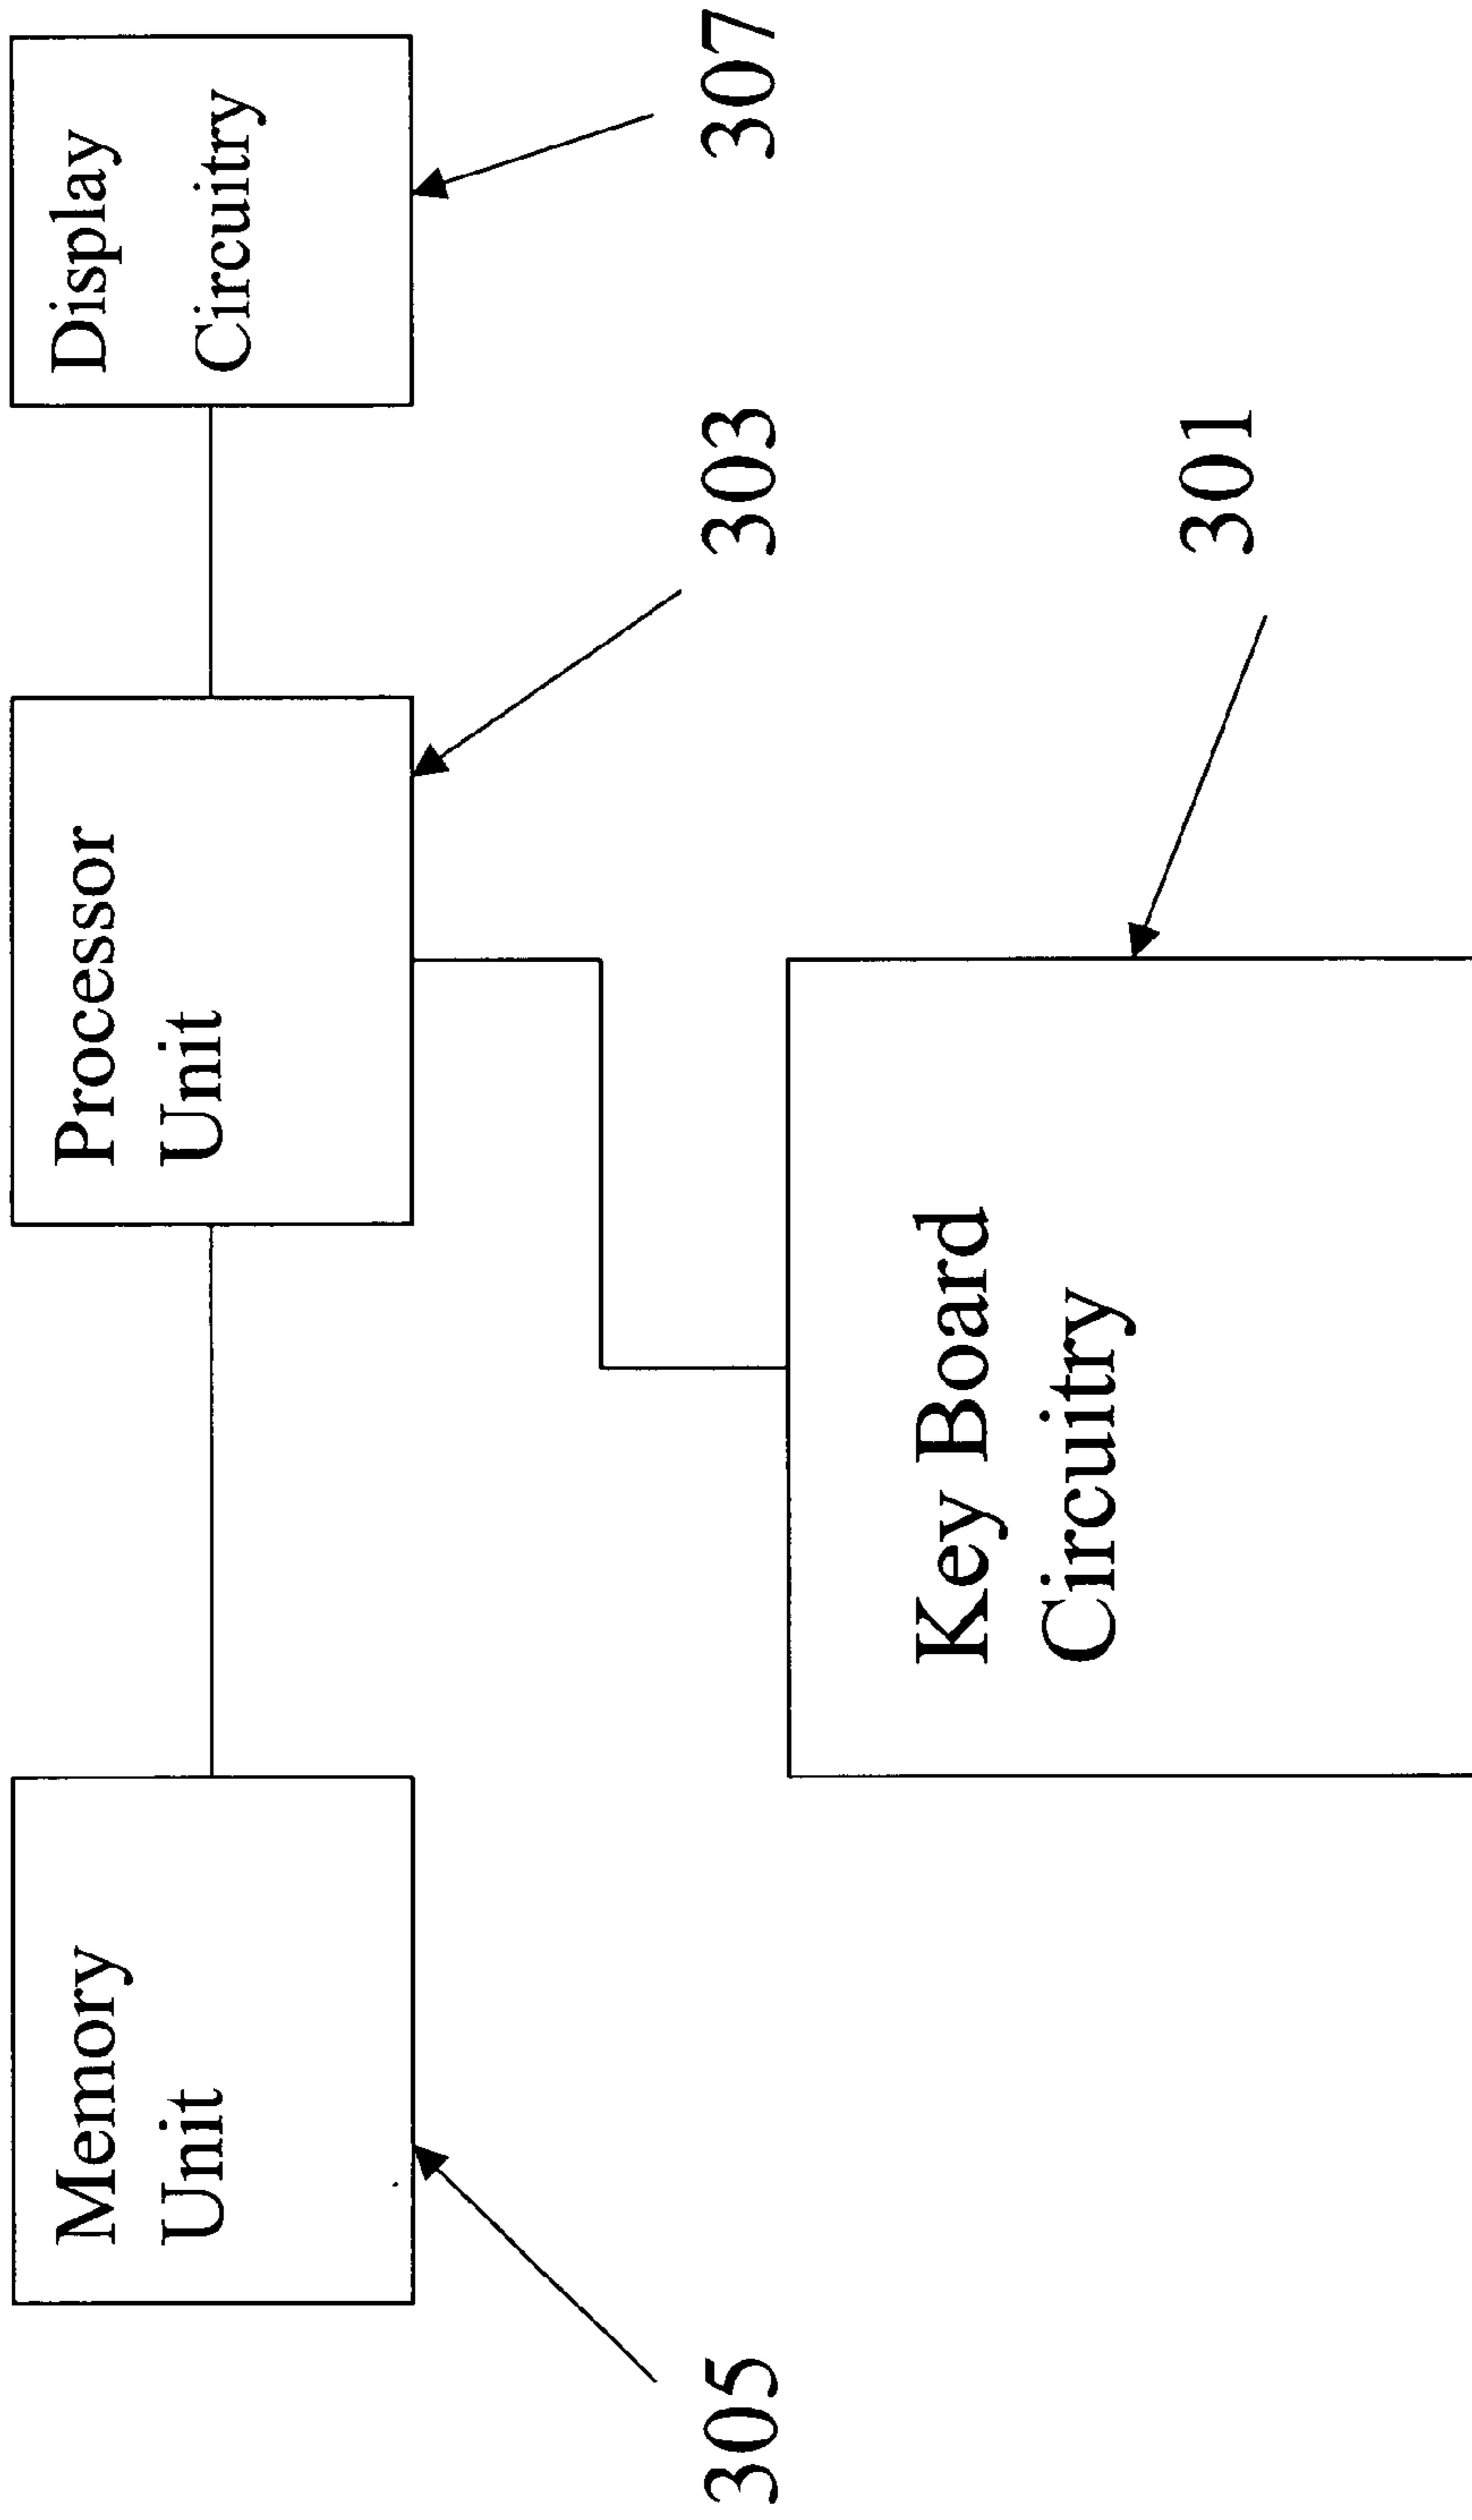 Memory
Unit
Processor
Unit
Display
Circuitry
305
303
307
Key Board
Circuitry
301